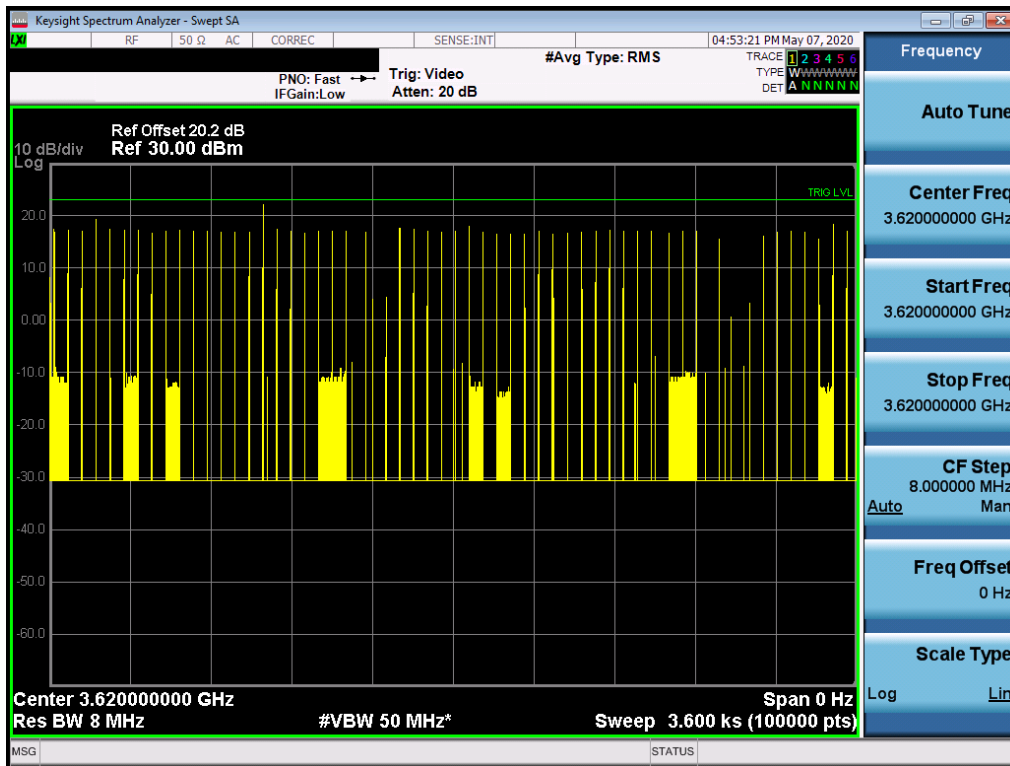 Keysight Spectrum Analyzer - Swept SA
LXI RF 50 Ω AC CORREC SENSE:INT 04:53:21 PM May 07, 2020
#Avg Type: RMS
TRACE 1 2 3 4 5 6
PNO: Fast Trig: Video TYPE WWWWWW
IFGain:Low Atten: 20 dB DET A N N N N N
Ref Offset 20.2 dB
10 dB/div Ref 30.00 dBm
Log
TRIG LVL
20.0
10.0
0.00
-10.0
-20.0
-30.0
-40.0
-50.0
-60.0
Center 3.620000000 GHz Span 0 Hz
Res BW 8 MHz #VBW 50 MHz* Sweep 3.600 ks (100000 pts)
MSG STATUS
Frequency
Auto Tune
Center Freq
3.620000000 GHz
Start Freq
3.620000000 GHz
Stop Freq
3.620000000 GHz
CF Step
8.000000 MHz
Auto Man
Freq Offset
0 Hz
Scale Type
Log Lin